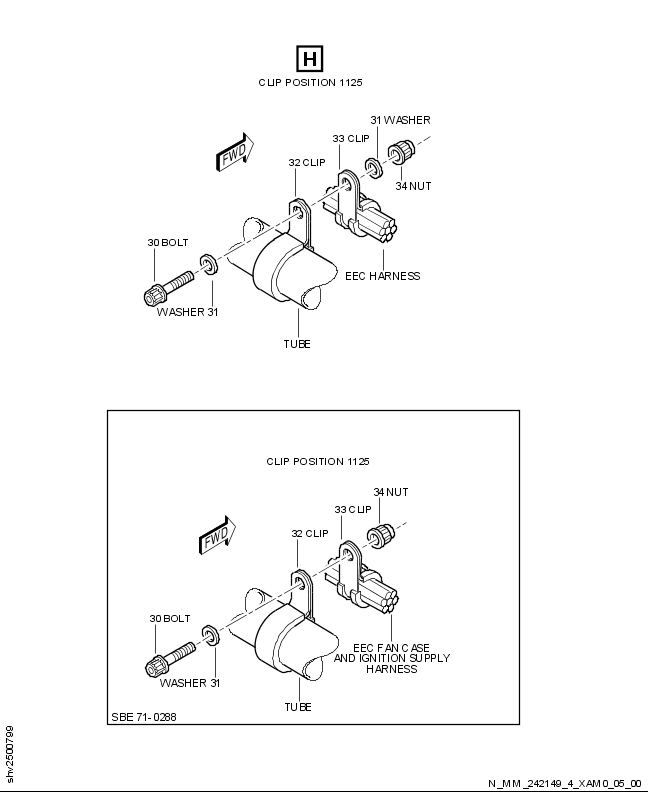 H
CLIP POSITION 1125
31 WASHER
33 CLIP
FWD
32 CLIP
34 NUT
30 BOLT
EEC HARNESS
WASHER 31
TUBE
CLIP POSITION 1125
34 NUT
33 CLIP
FWD
32 CLIP
30 BOLT
EEC FAN CASE
AND IGNITION SUPPLY
HARNESS
WASHER 31
TUBE
SBE 71-0288
shv2500799
N_MM_242149_4_XAM0_05_00